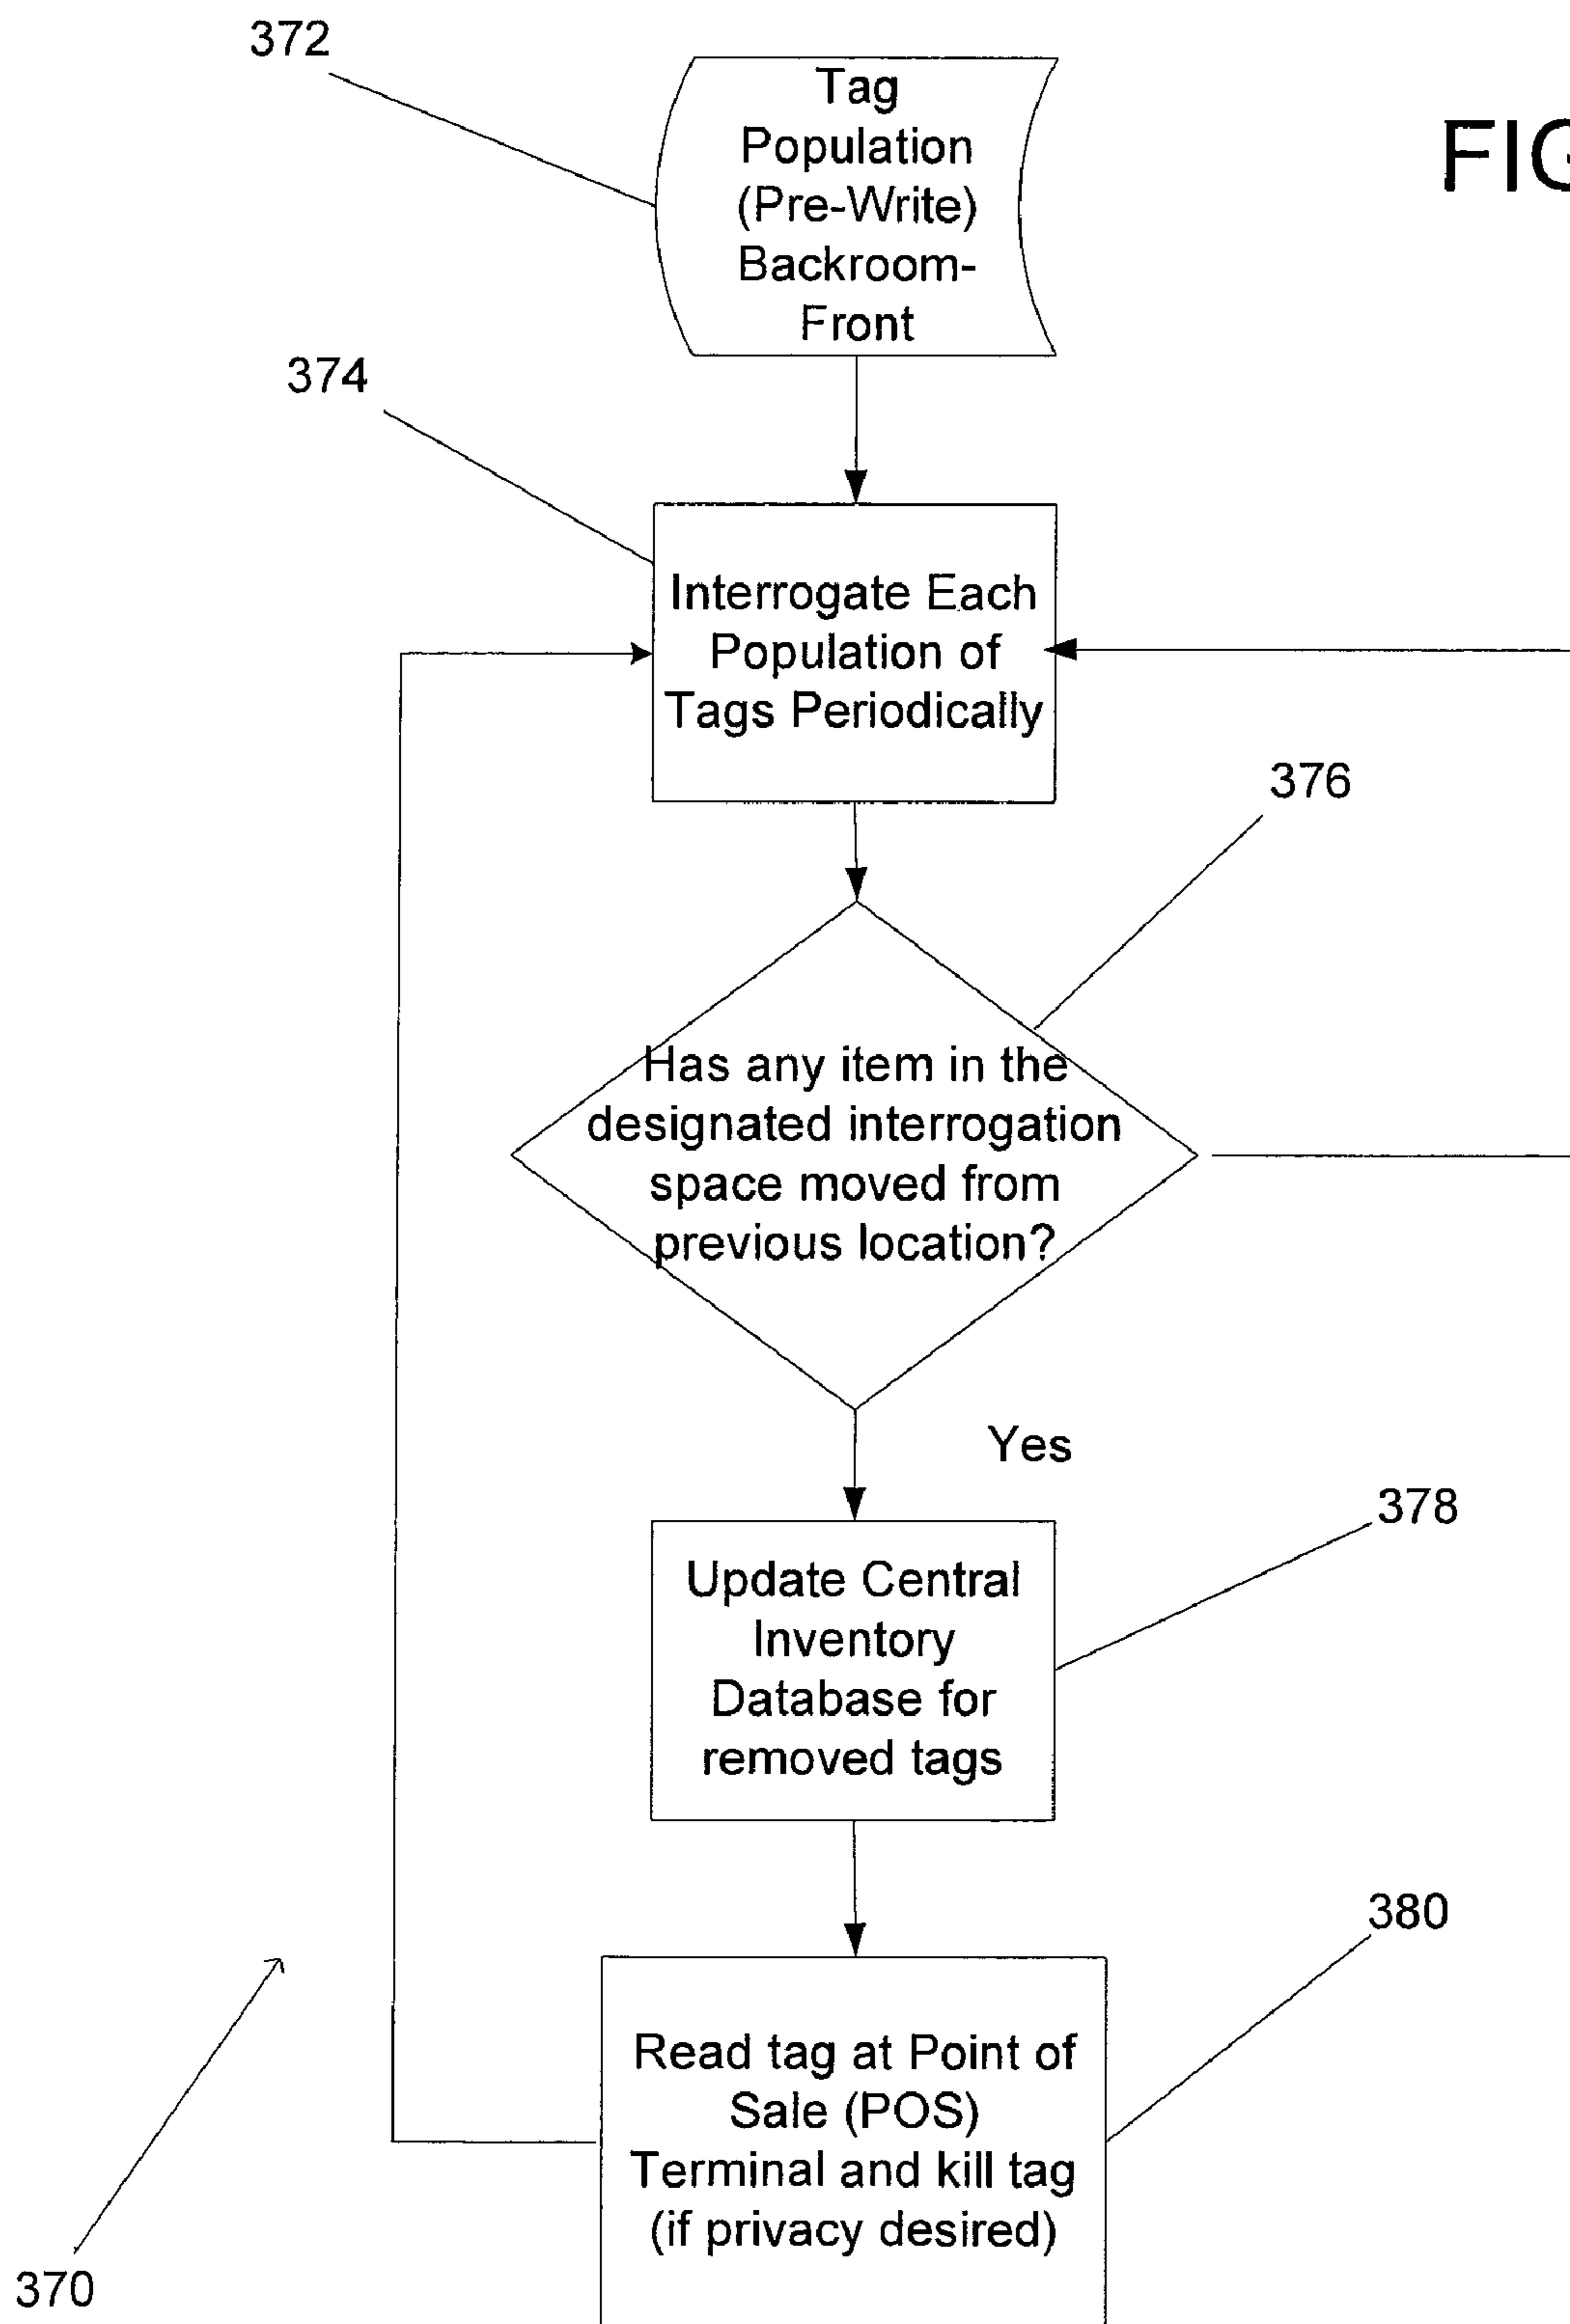 372
Tag
Population
(Pre-Write)
Backroom-
Front
FIG
374
Interrogate Each
Population of
Tags Periodically
376
Has any item in the
designated interrogation
space moved from
previous location?
Yes
378
Update Central
Inventory
Database for
removed tags
380
Read tag at Point of
Sale (POS)
Terminal and kill tag
(if privacy desired)
370